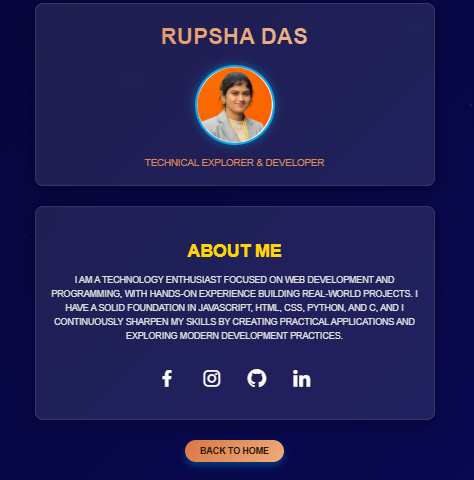 RUPSHA DAS
TECHNICAL EXPLORER & DEVELOPER
ABOUT ME
I AM A TECHNOLOGY ENTHUSIAST FOCUSED ON WEB DEVELOPMENT AND
PROGRAMMING, WITH HANDS-ON EXPERIENCE BUILDING REAL-WORLD PROJECTS. I
HAVE A SOLID FOUNDATION IN JAVASCRIPT, HTML, CSS, PYTHON, AND C, AND I
CONTINUOUSLY SHARPEN MY SKILLS BY CREATING PRACTICAL APPLICATIONS AND
EXPLORING MODERN DEVELOPMENT PRACTICES.
BACK TO HOME